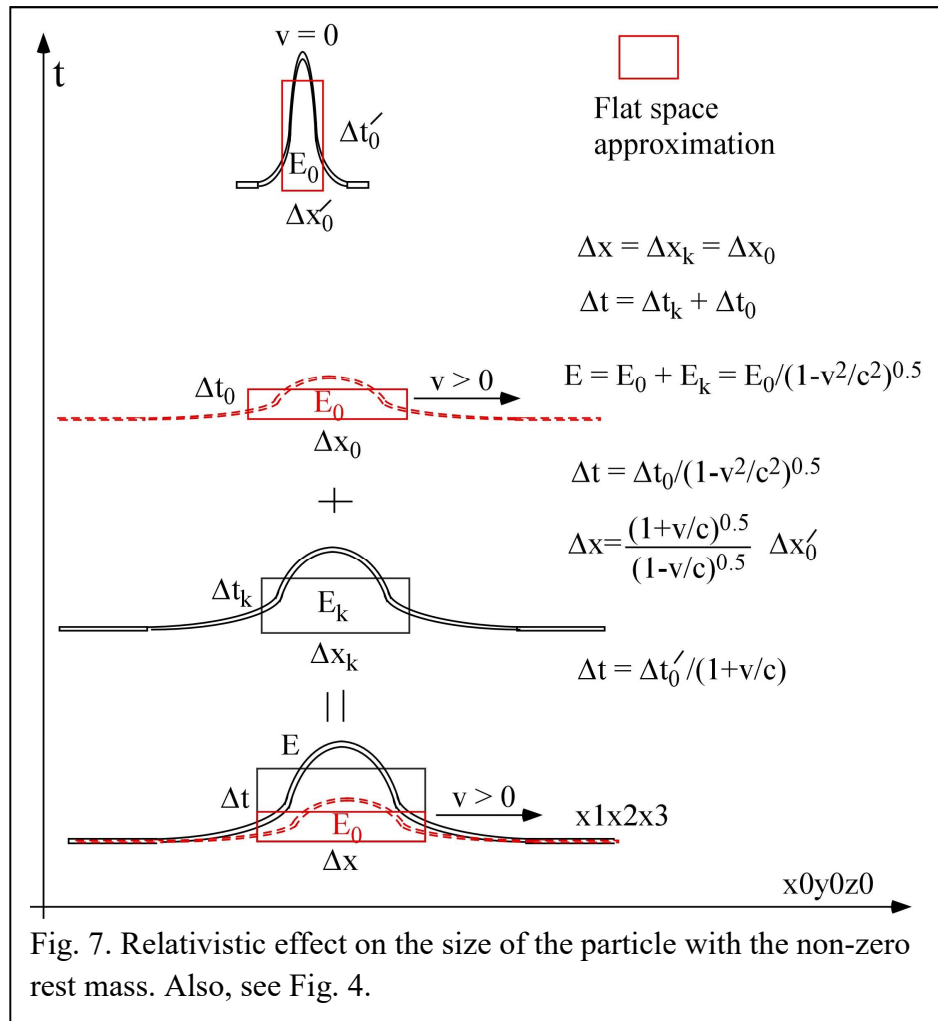 v = 0
t
Flat space
approximation
Δt₀′
E₀
Δx₀′
Δx = Δxₖ = Δx₀
Δt = Δtₖ + Δt₀
E = E₀ + Eₖ = E₀/(1-v²/c²)⁰·⁵
Δt₀
E₀
v > 0
Δx₀
+
Δt = Δt₀/(1-v²/c²)⁰·⁵
Δx = (1+v/c)⁰·⁵ / (1-v/c)⁰·⁵ Δx₀′
Δtₖ
Eₖ
Δxₖ
Δt = Δt₀′/(1+v/c)
=
E
Δt
E₀
v > 0
x1x2x3
Δx
x0y0z0
Fig. 7. Relativistic effect on the size of the particle with the non-zero
rest mass. Also, see Fig. 4.